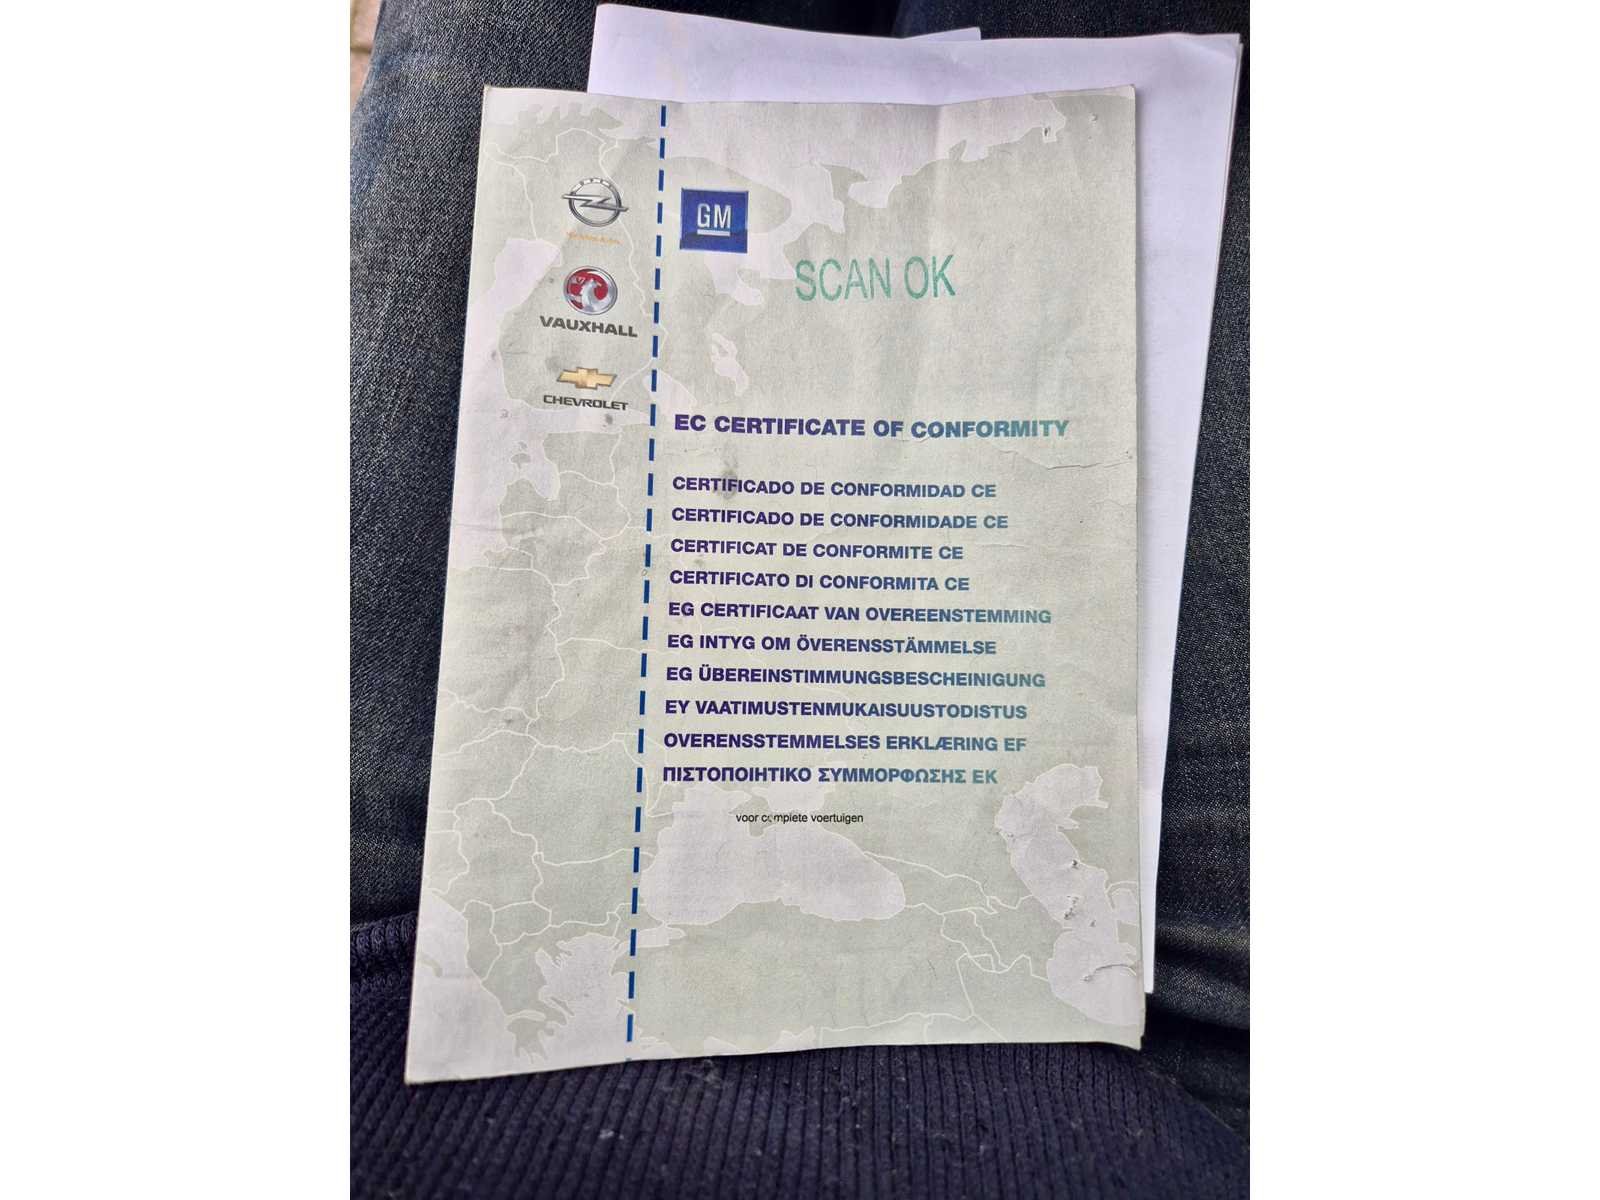 GM
SCAN OK
VAUXHALL
CHEVROLET
EC CERTIFICATE OF CONFORMITY
CERTIFICADO DE CONFORMIDAD CE
CERTIFICADO DE CONFORMIDADE CE
CERTIFICAT DE CONFORMITE CE
CERTIFICATO DI CONFORMITA CE
EG CERTIFICAAT VAN OVEREENSTEMMING
EG INTYG OM ÖVERENSSTÄMMELSE
EG ÜBEREINSTIMMUNGSBESCHEINIGUNG
EY VAATIMUSTENMUKAISUUSTODISTUS
OVERENSSTEMMELSES ERKLÆRING EF
ΠΙΣΤΟΠΟΙΗΤΙΚΟ ΣΥΜΜΟΡΦΩΣΗΣ ΕΚ
voor complete voertuigen